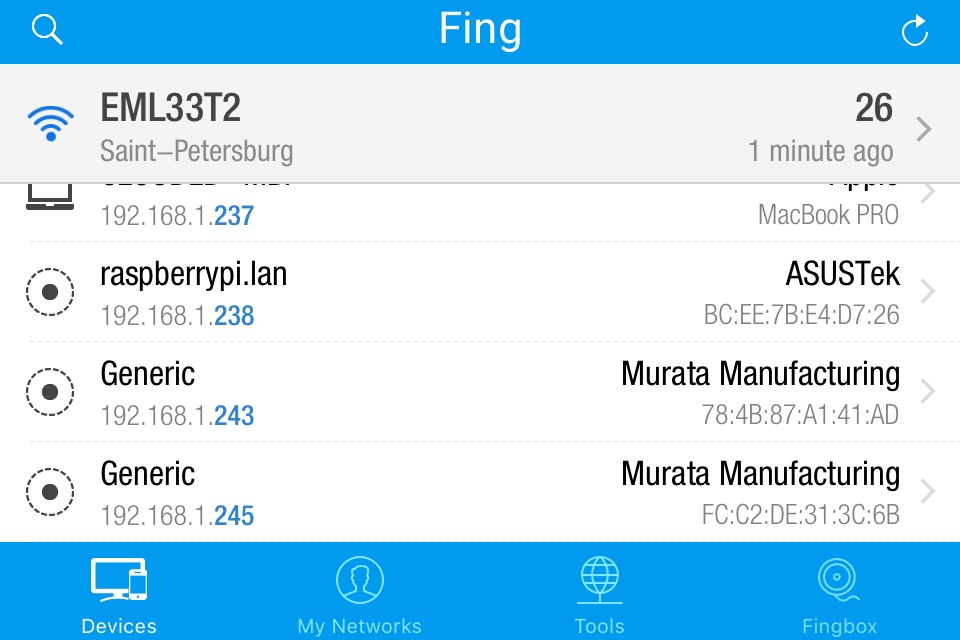 Fing
EML33T2
26
Saint-Petersburg
1 minute ago
192.168.1.237
MacBook PRO
raspberrypi.lan
ASUSTek
192.168.1.238
BC:EE:7B:E4:D7:26
Generic
Murata Manufacturing
192.168.1.243
78:4B:87:A1:41:AD
Generic
Murata Manufacturing
192.168.1.245
FC:C2:DE:31:3C:6B
Devices
My Networks
Tools
Fingbox